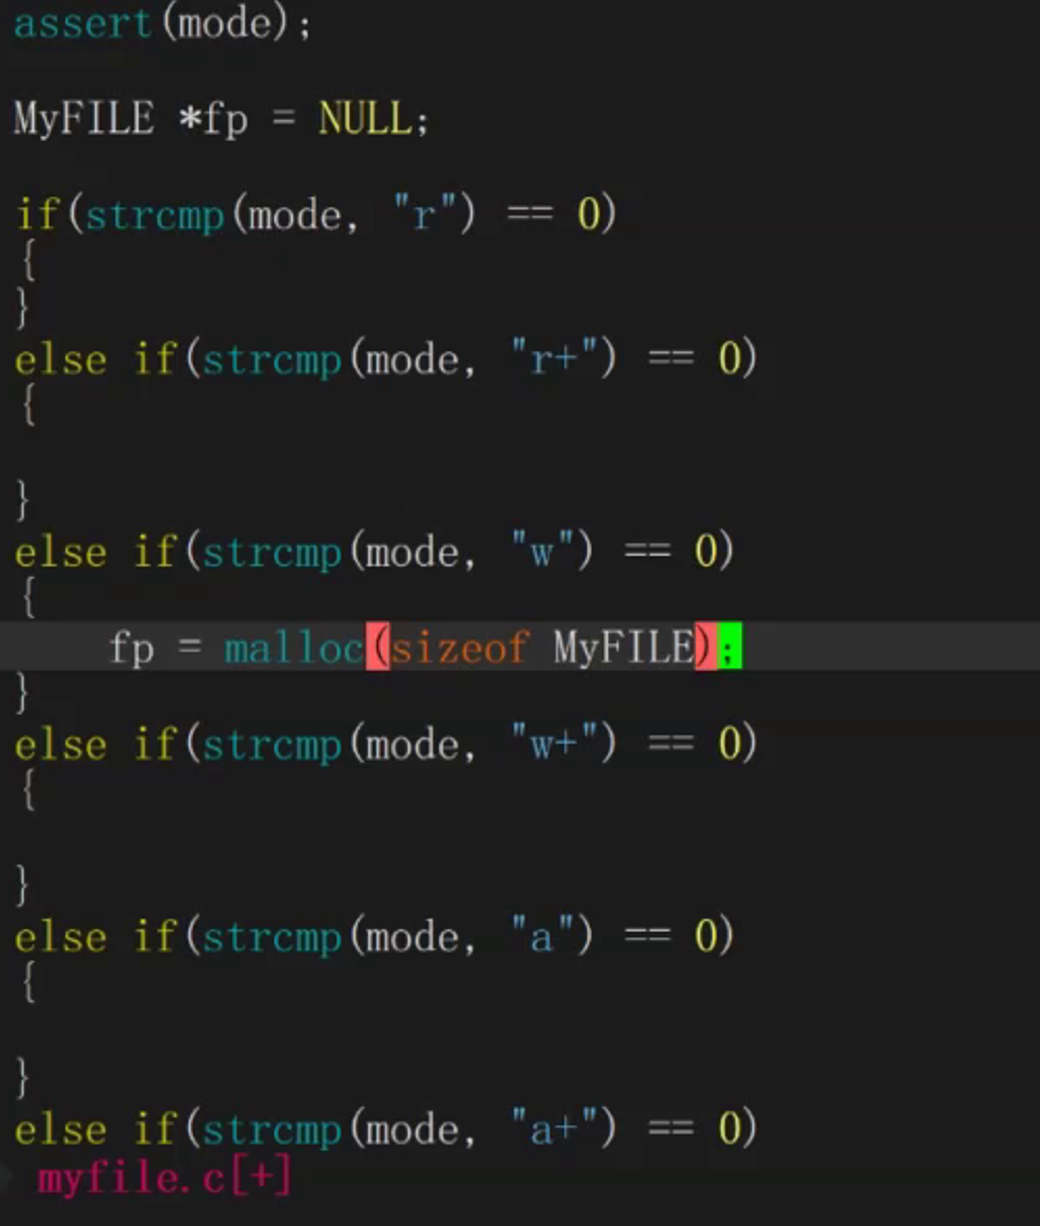 assert(mode);
MyFILE *fp = NULL;
if(strcmp(mode, "r") == 0)
{
}
else if(strcmp(mode, "r+") == 0)
{
}
else if(strcmp(mode, "w") == 0)
{
fp = malloc(sizeof MyFILE);
}
else if(strcmp(mode, "w+") == 0)
{
}
else if(strcmp(mode, "a") == 0)
{
}
else if(strcmp(mode, "a+") == 0)
myfile.c[+]